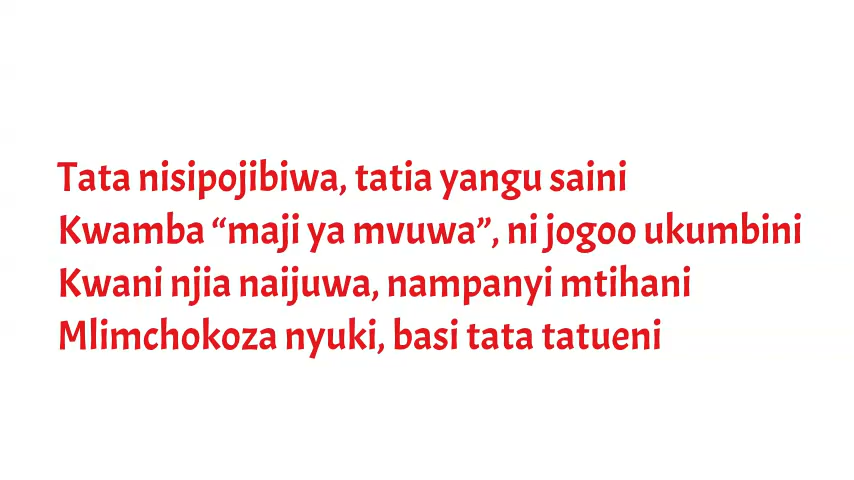 Tata nisipojibiwa, tatia yangu saini
Kwamba “maji ya mvuwa”, ni jogoo ukumbini
Kwani njia naijuwa, nampanyi mtihani
Mlimchokoza nyuki, basi tata tatueni